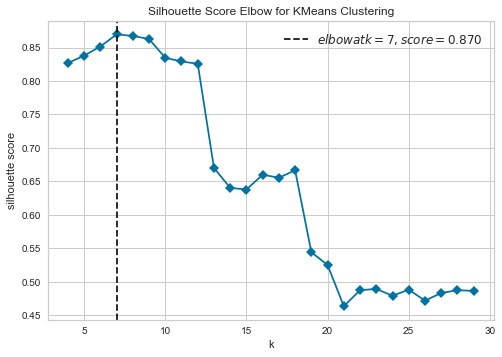 Silhouette Score Elbow for KMeans Clustering
elbowatk = 7, score = 0.870
silhouette score
0.85
0.80
0.75
0.70
0.65
0.60
0.55
0.50
0.45
5 10 15 20 25 30
k